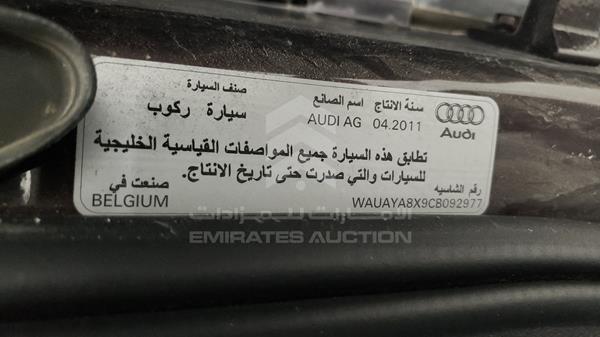 سنة الانتاج اسم الصانع صنف السيارة
04.2011 AUDI AG سيارة ركوب
Audi
تطابق هذه السيارة جميع المواصفات القياسية الخليجية
للسيارات والتي صدرت حتى تاريخ الانتاج.
رقم الشاسيه صنعت في
WAUAYA8X9CB092977 BELGIUM
الإمارات للمزادات
EMIRATES AUCTION